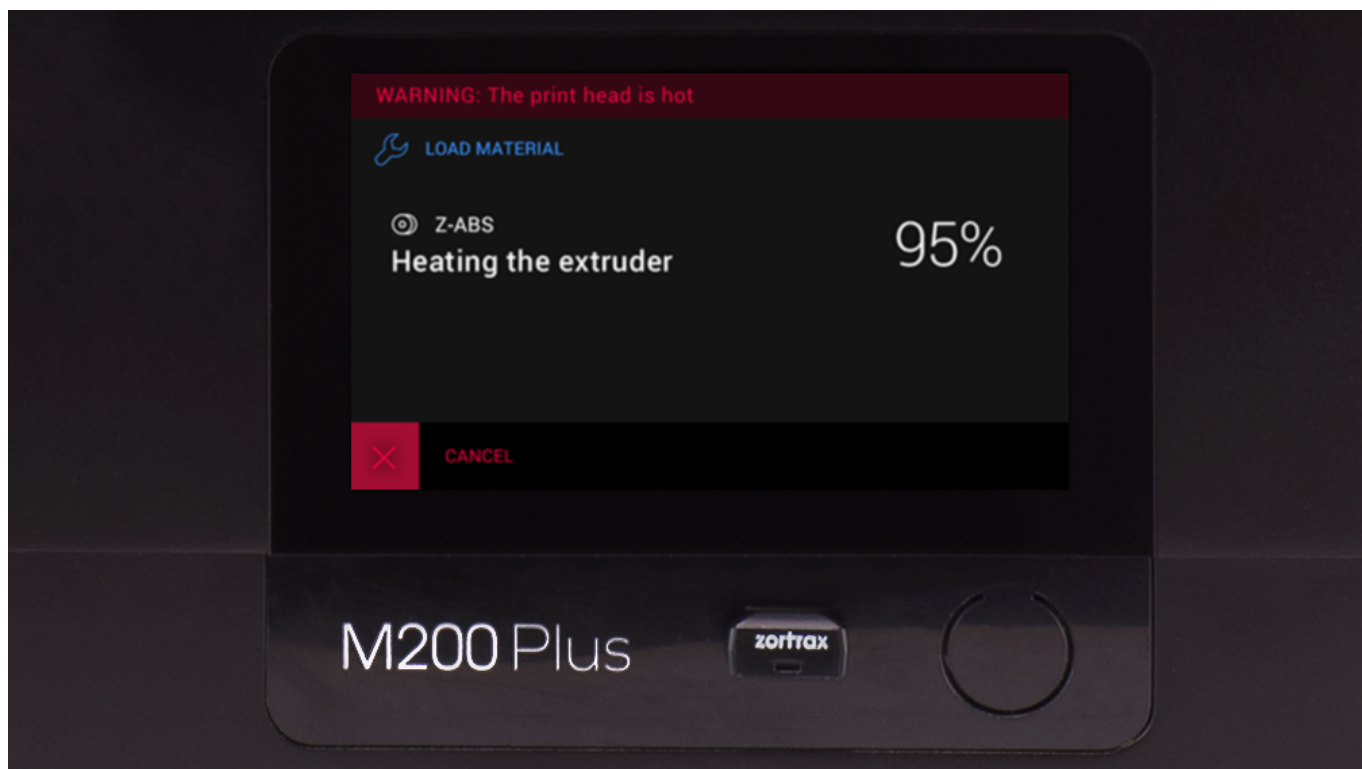 WARNING: The print head is hot
LOAD MATERIAL
Z-ABS
Heating the extruder
95%
CANCEL
M200 Plus
zortrax